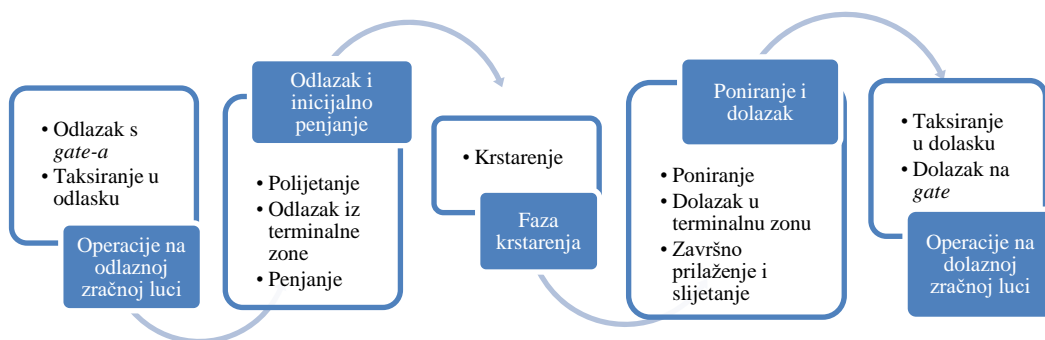 • Odlazak s
gate-a
• Taksiranje u
odlasku
Operacije na
odlaznoj
zračnoj luci
Odlazak i
inicijalno
penjanje
• Polijetanje
• Odlazak iz
terminalne
zone
• Penjanje
• Krstarenje
Faza
krstarenja
Poniranje i
dolazak
• Poniranje
• Dolazak u
terminalnu zonu
• Završno
prilaženje i
slijetanje
• Taksiranje
u dolasku
• Dolazak na
gate
Operacije na
dolaznoj
zračnoj luci